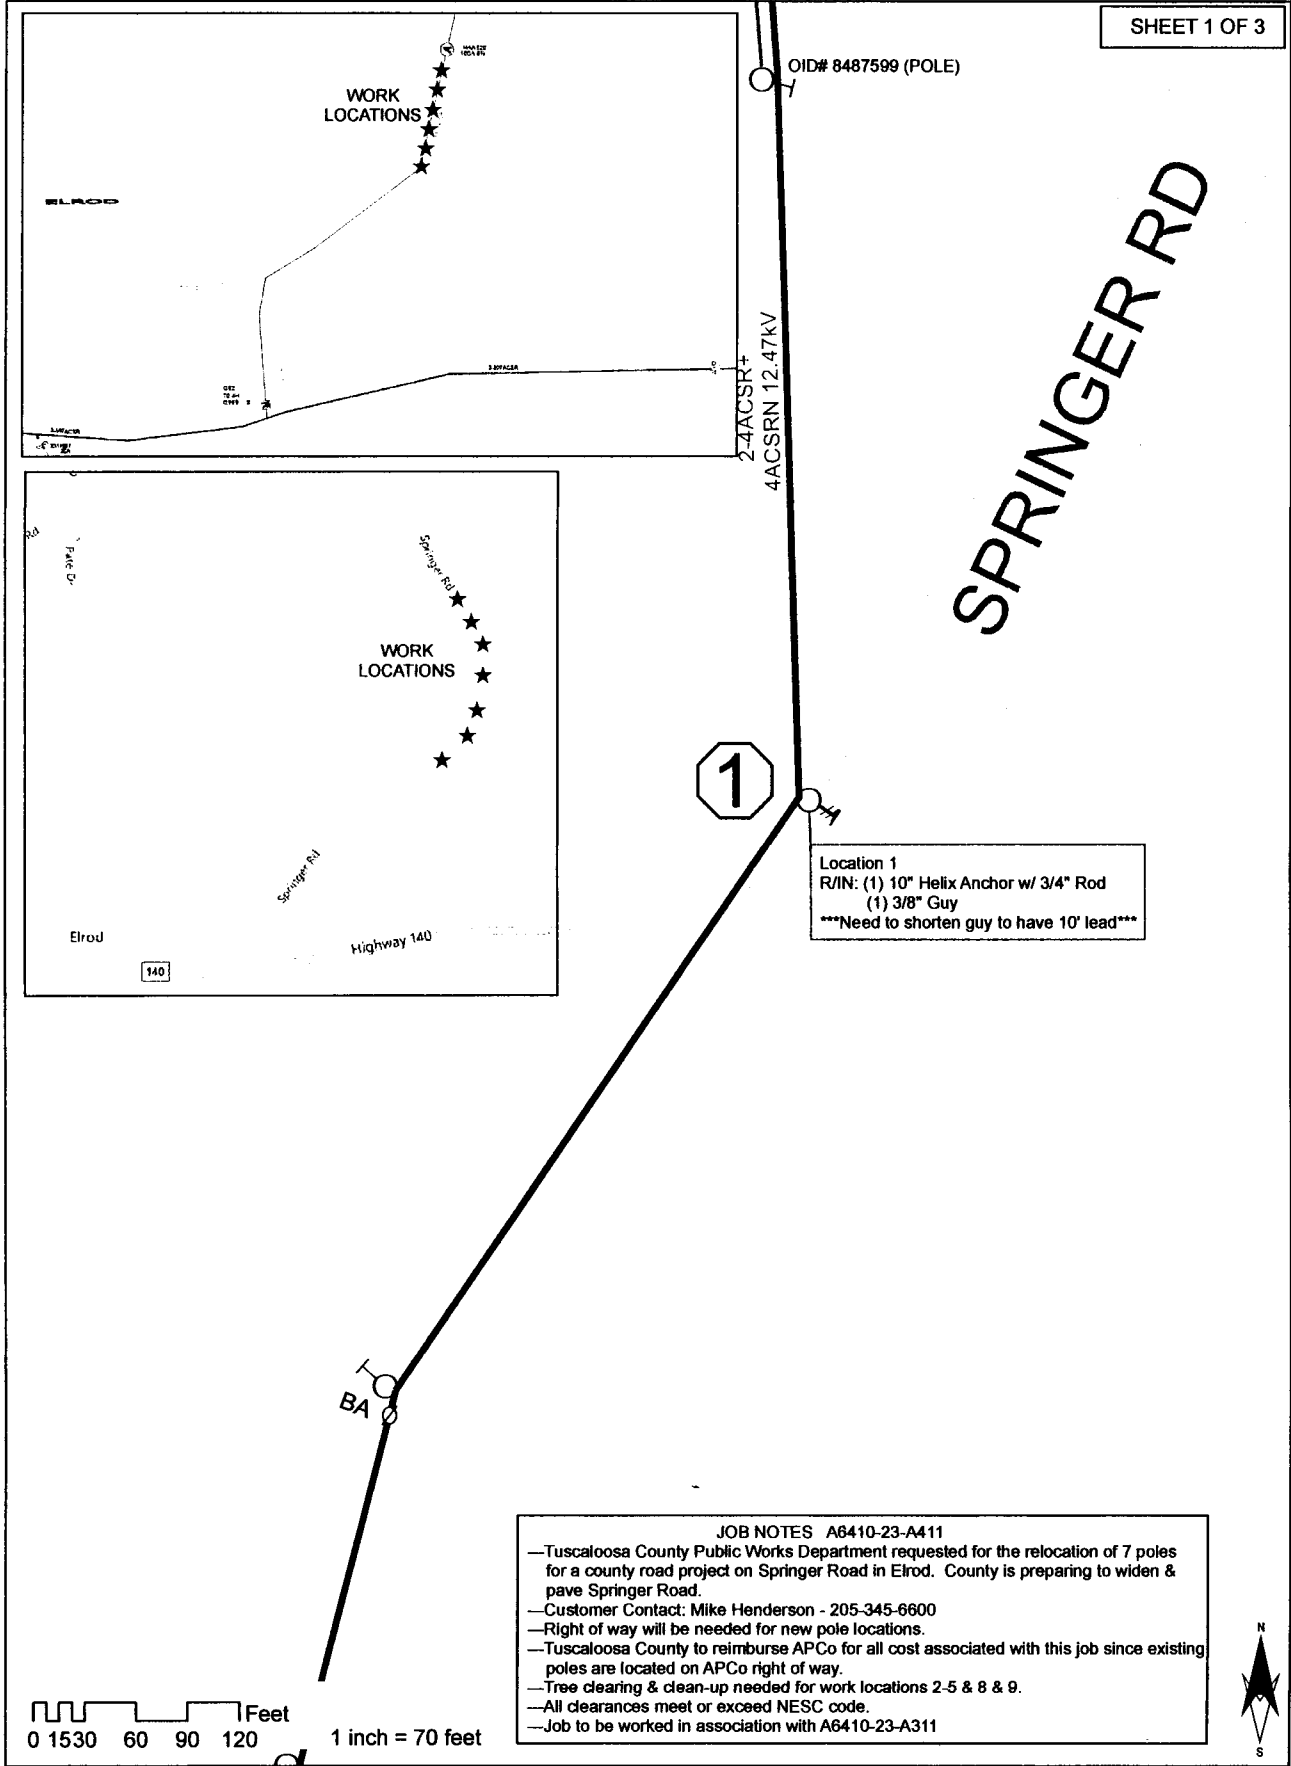 SHEET 1 OF 3
OID# 8487599 (POLE)
WORK
LOCATIONS
ELROD
3-397ACSR
2-4ACSR+
4ACSRN 12.47kV
SPRINGER RD
Rd
Pate Dr
Springer Rd
WORK
LOCATIONS
Springer Rd
Elrod
Highway 140
140
1
Location 1
R/IN: (1) 10" Helix Anchor w/ 3/4" Rod
(1) 3/8" Guy
***Need to shorten guy to have 10' lead***
BA
JOB NOTES A6410-23-A411
—Tuscaloosa County Public Works Department requested for the relocation of 7 poles
for a county road project on Springer Road in Elrod. County is preparing to widen &
pave Springer Road.
—Customer Contact: Mike Henderson - 205-345-6600
—Right of way will be needed for new pole locations.
—Tuscaloosa County to reimburse APCo for all cost associated with this job since existing
poles are located on APCo right of way.
—Tree clearing & clean-up needed for work locations 2-5 & 8 & 9.
—All clearances meet or exceed NESC code.
—Job to be worked in association with A6410-23-A311
Feet
0 15 30 60 90 120
1 inch = 70 feet
N
S